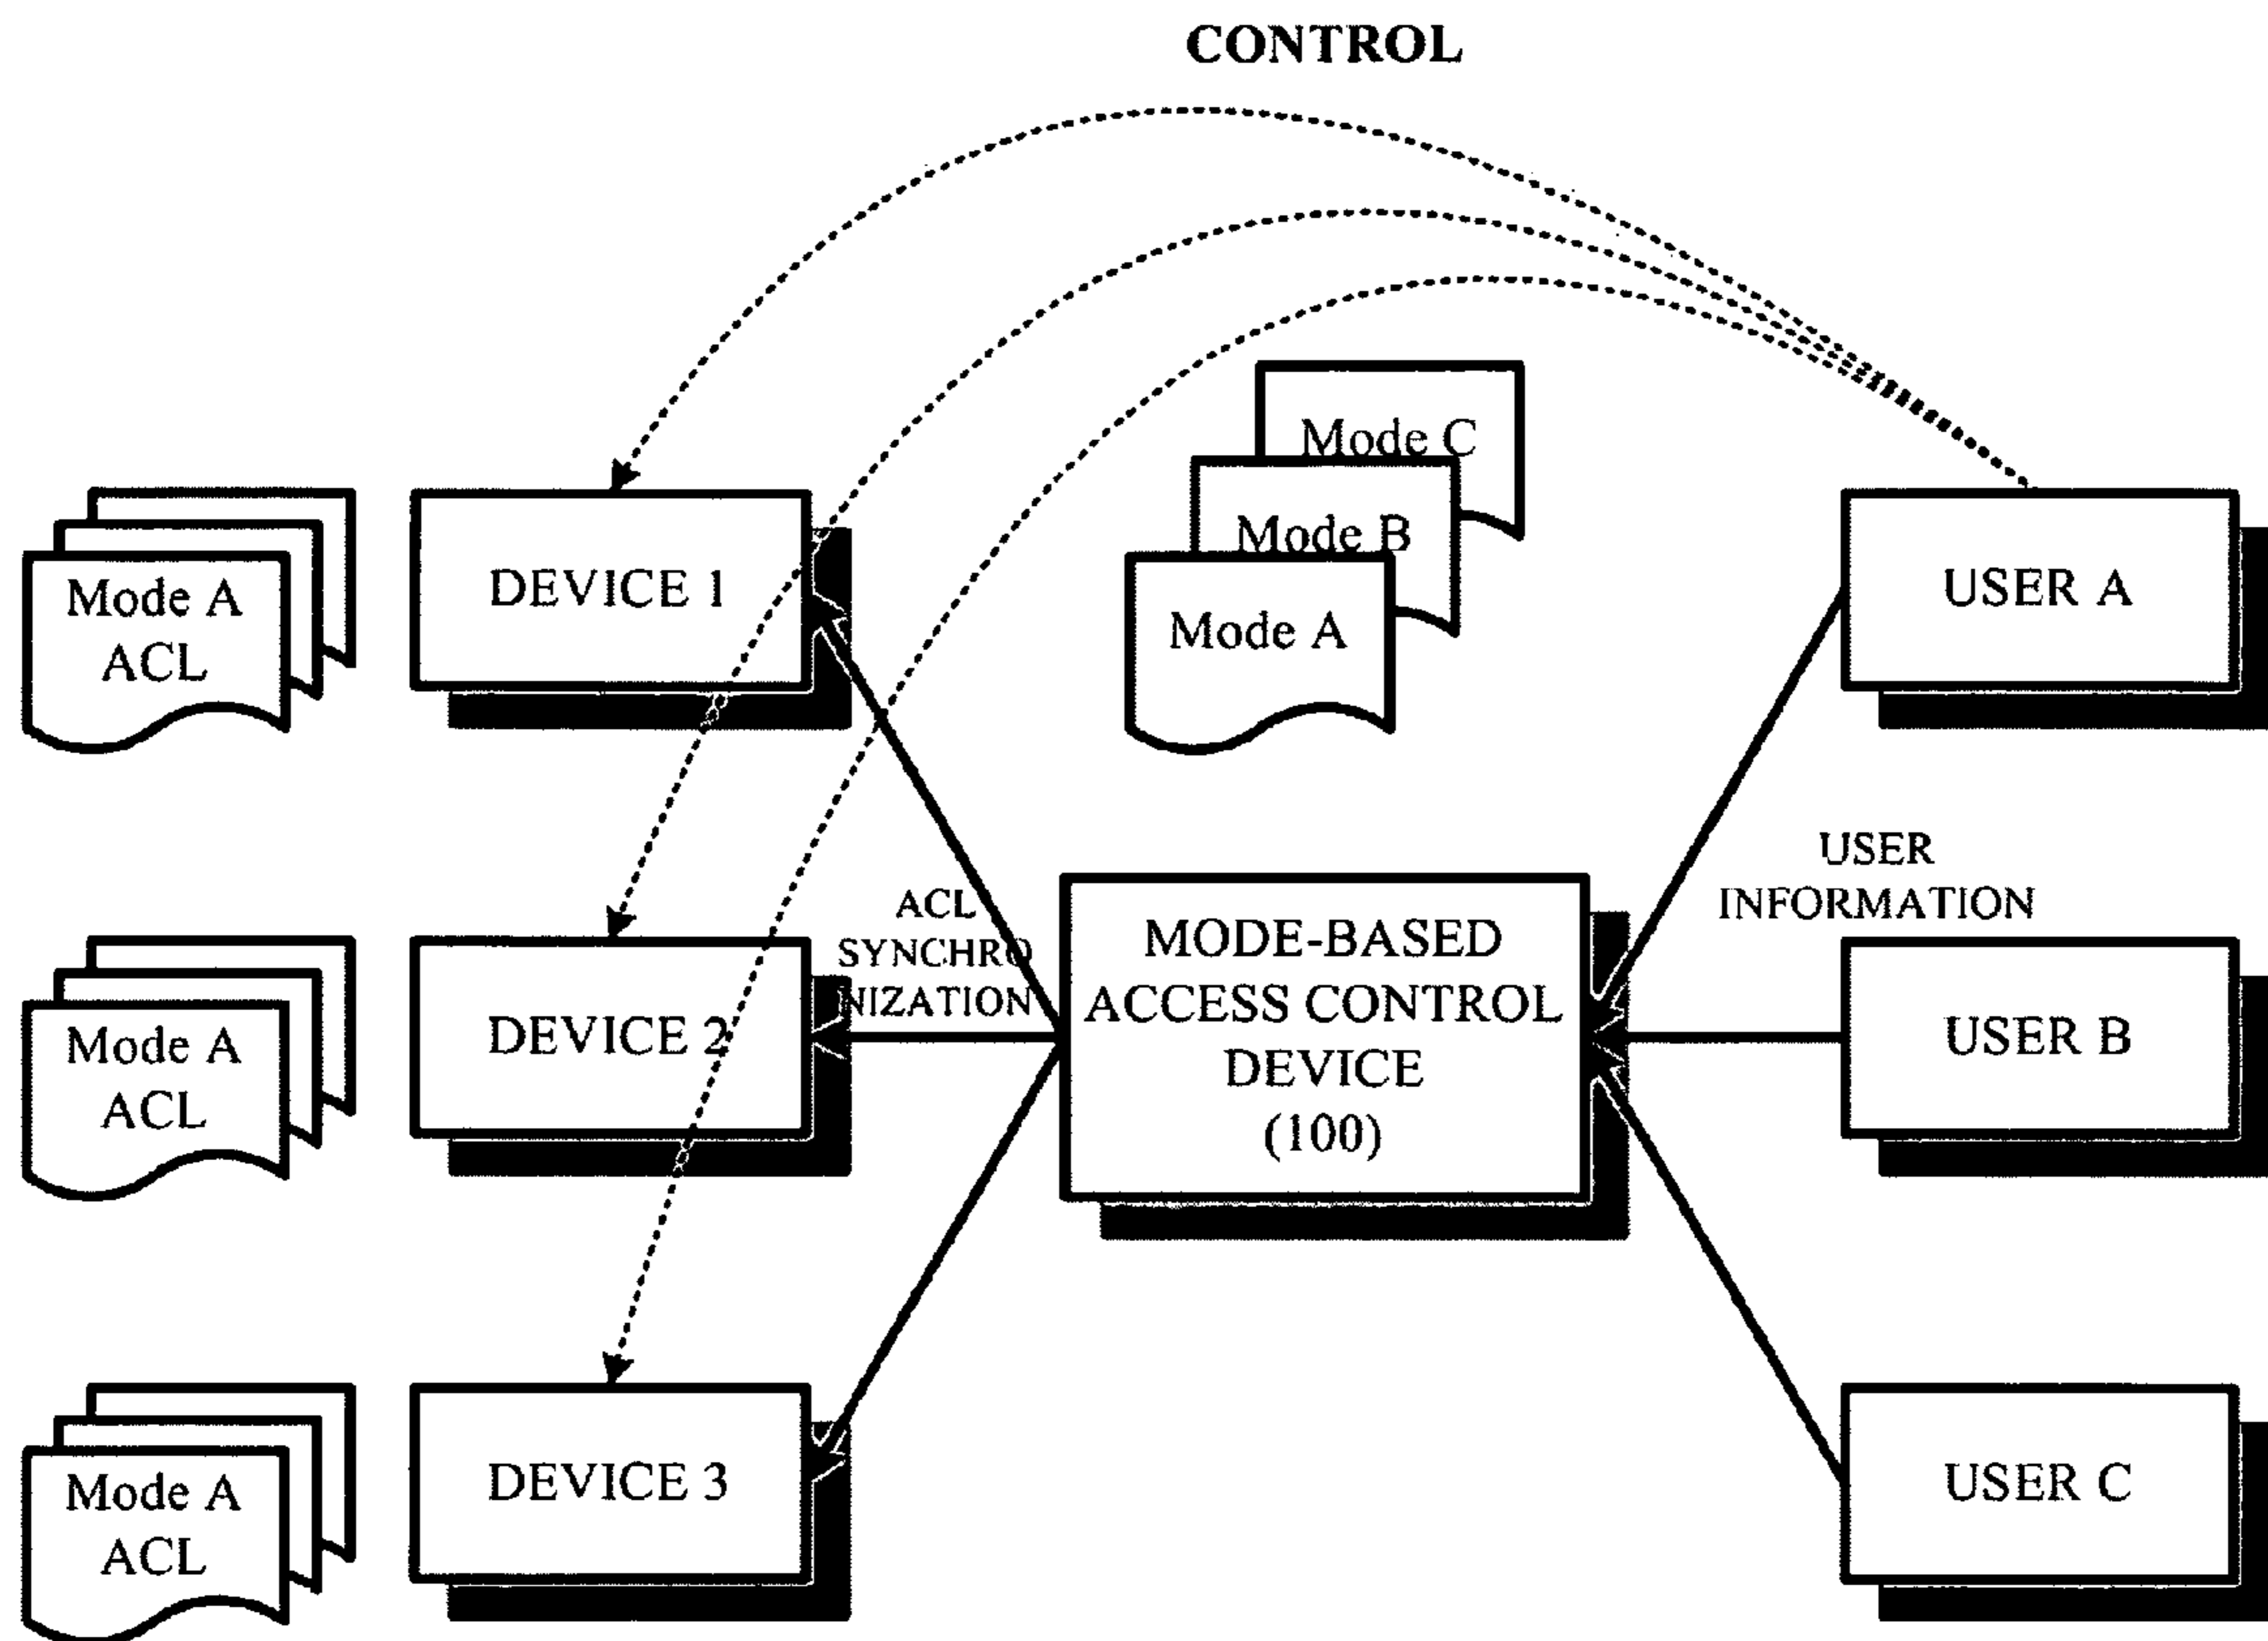 CONTROL
Mode C
Mode B
Mode A
Mode A
ACL
DEVICE 1
USER A
USER
INFORMATION
ACL
SYNCHRO
NIZATION
MODE-BASED
ACCESS CONTROL
DEVICE
(100)
Mode A
ACL
DEVICE 2
USER B
Mode A
ACL
DEVICE 3
USER C